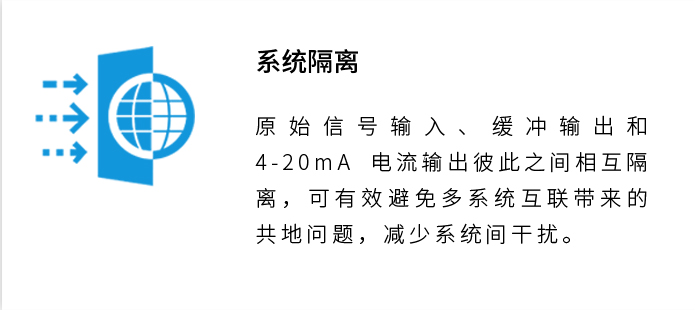 系统隔离
原始信号输入、缓冲输出和
4-20mA 电流输出彼此之间相互隔
离，可有效避免多系统互联带来的
共地问题，减少系统间干扰。